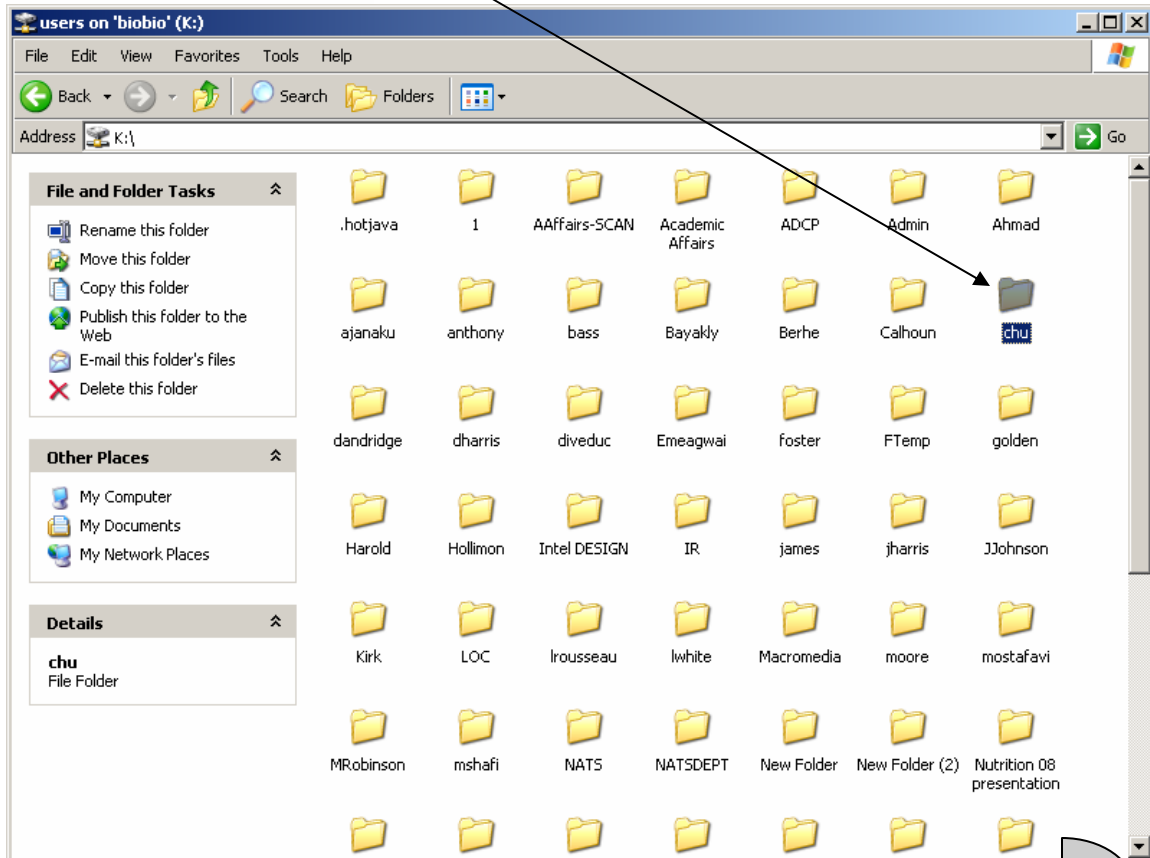 users on 'biobio' (K:)
File Edit View Favorites Tools Help
Back Search Folders
Address K:\ Go
File and Folder Tasks
Rename this folder
Move this folder
Copy this folder
Publish this folder to the
Web
E-mail this folder's files
Delete this folder
Other Places
My Computer
My Documents
My Network Places
Details
chu
File Folder
.hotjava 1 AAffairs-SCAN Academic
Affairs ADCP Admin Ahmad
ajanaku anthony bass Bayakly Berhe Calhoun chu
dandridge dharris diveduc Emeagwai foster FTemp golden
Harold Hollimon Intel DESIGN IR james jharris JJohnson
Kirk LOC lrousseau lwhite Macromedia moore mostafavi
MRobinson mshafi NATS NATSDEPT New Folder New Folder (2) Nutrition 08
presentation